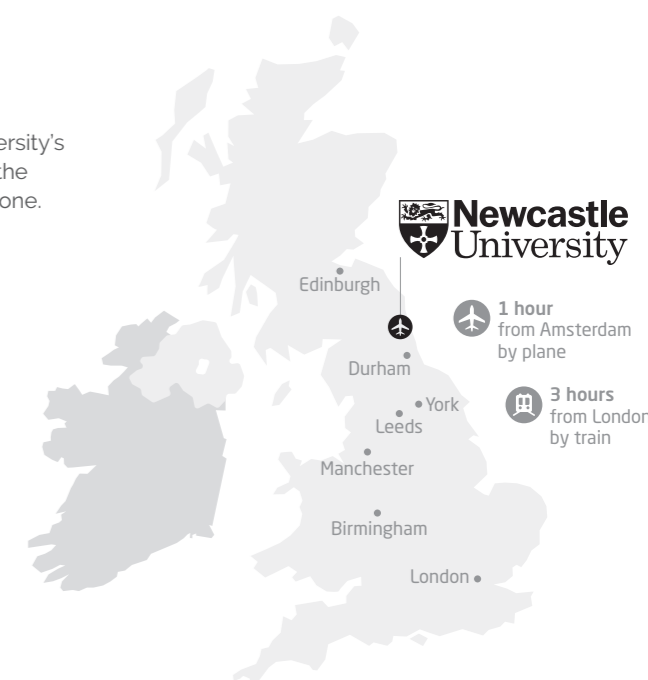 ersity's
the
one.
Newcastle
University
Edinburgh
1 hour
from Amsterdam
by plane
Durham
3 hours
from London
by train
York
Leeds
Manchester
Birmingham
London